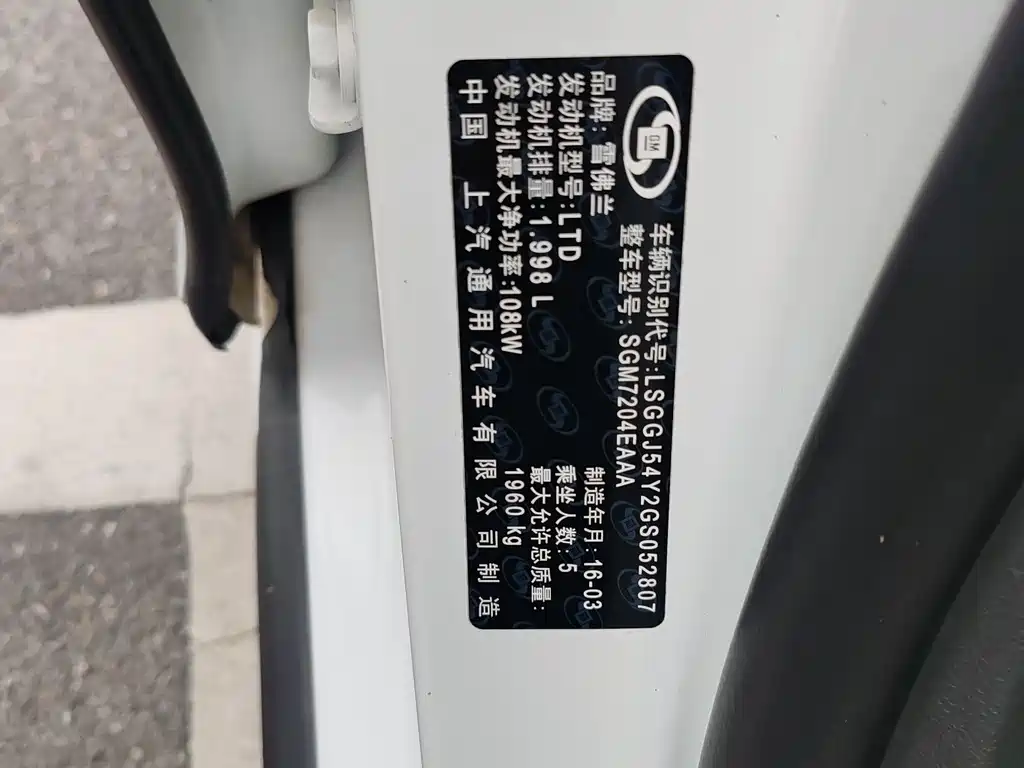 GM
车辆识别代号:LSGGJ54Y2GS052807
整车型号: SGM7204EAAA
品牌: 雪佛兰
制造年月: 16-03
发动机型号:LTD
乘坐人数: 5
发动机排量:1.998 L
最大允许总质量:
发动机最大净功率:108kW
1960 kg
中国 上汽通用汽车有限公司制造